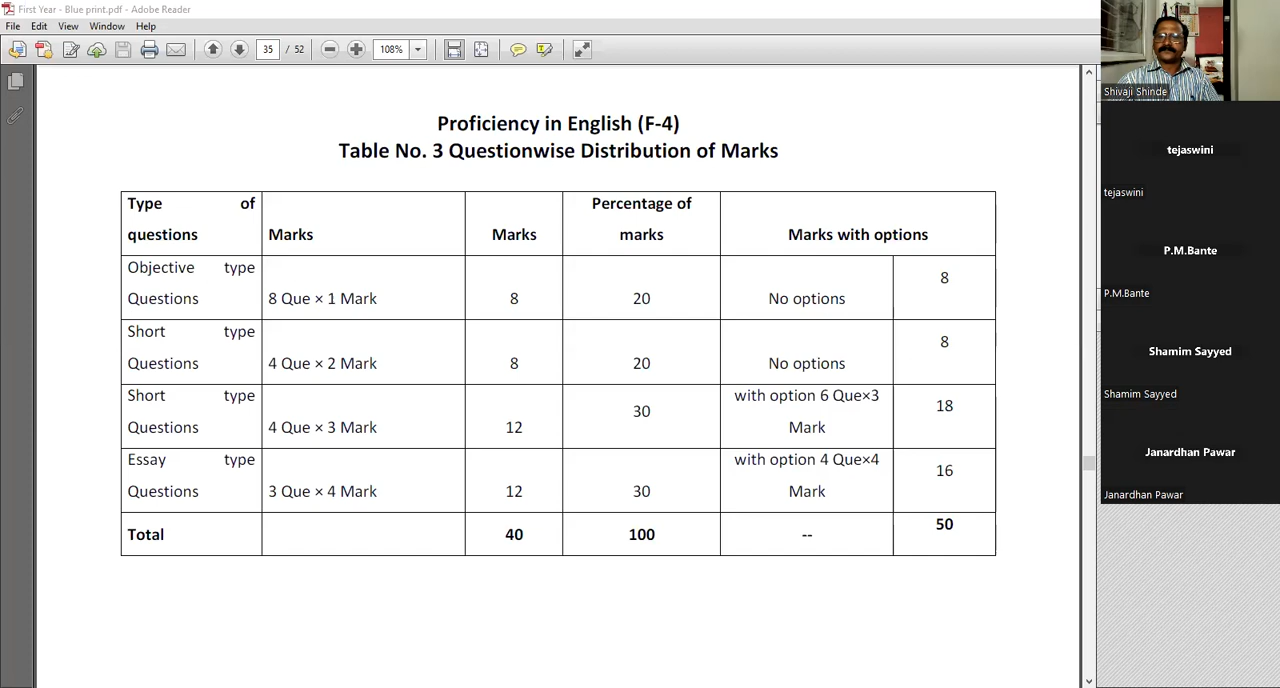 First Year - Blue print.pdf - Adobe Reader
File Edit View Window Help
35 / 52 108%
Shivaji Shinde
tejaswini
tejaswini
P.M.Bante
P.M.Bante
Shamim Sayyed
Shamim Sayyed
Janardhan Pawar
Janardhan Pawar
Proficiency in English (F-4)
Table No. 3 Questionwise Distribution of Marks
Type of questions Marks Marks Percentage of marks Marks with options
Objective type Questions 8 Que × 1 Mark 8 20 No options 8
Short type Questions 4 Que × 2 Mark 8 20 No options 8
Short type Questions 4 Que × 3 Mark 12 30 with option 6 Que×3 Mark 18
Essay type Questions 3 Que × 4 Mark 12 30 with option 4 Que×4 Mark 16
Total 40 100 -- 50